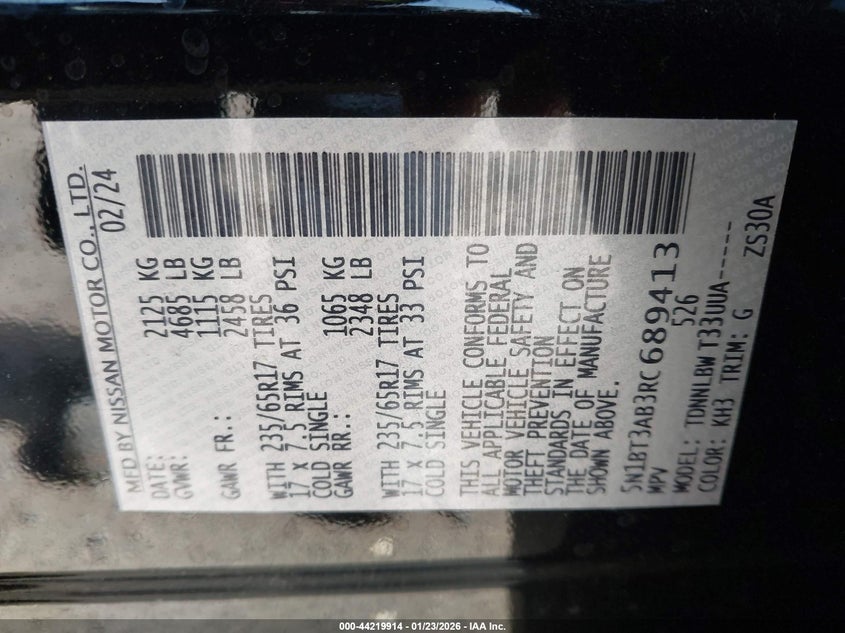 MFD BY NISSAN MOTOR CO., LTD.
DATE: 02/24
GVWR: 2125 KG
4685 LB
GAWR FR.: 1115 KG
2458 LB
WITH 235/65R17 TIRES
17 X 7.5 RIMS AT 36 PSI
COLD SINGLE
GAWR RR.: 1065 KG
2348 LB
WITH 235/65R17 TIRES
17 X 7.5 RIMS AT 33 PSI
COLD SINGLE
THIS VEHICLE CONFORMS TO
ALL APPLICABLE FEDERAL
MOTOR VEHICLE SAFETY AND
THEFT PREVENTION
STANDARDS IN EFFECT ON
THE DATE OF MANUFACTURE
SHOWN ABOVE.
5N1BT3AB3RC689413
MPV 526
MODEL: TDNNLBW T33UUA-----
COLOR: KH3 TRIM: G ZS30A
000-44219914 - 01/23/2026 - IAA Inc.